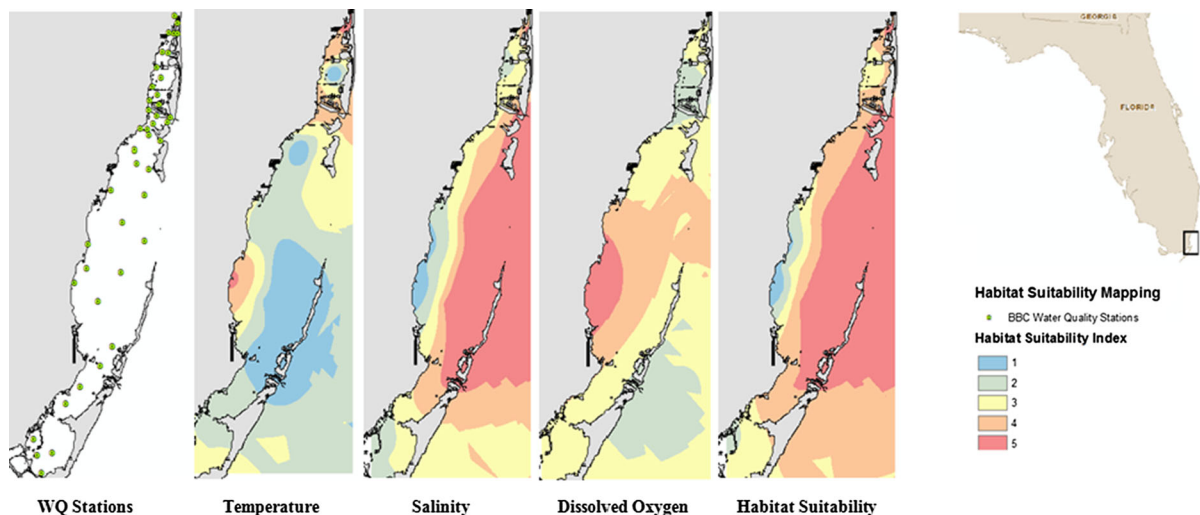 GEORGIA
FLORIDA
Habitat Suitability Mapping
BBC Water Quality Stations
Habitat Suitability Index
1
2
3
4
5
WQ Stations
Temperature
Salinity
Dissolved Oxygen
Habitat Suitability